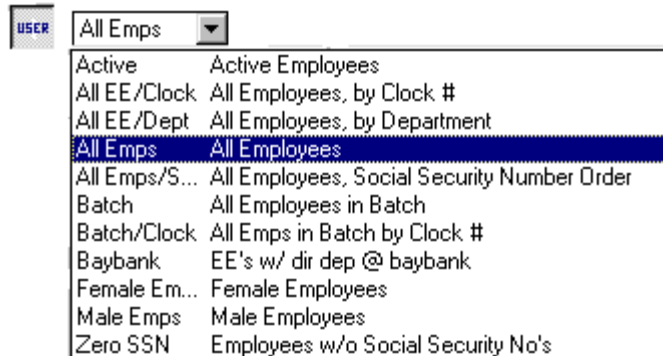 USER All Emps
Active Active Employees
All EE/Clock All Employees, by Clock #
All EE/Dept All Employees, by Department
All Emps All Employees
All Emps/S... All Employees, Social Security Number Order
Batch All Employees in Batch
Batch/Clock All Emps in Batch by Clock #
Baybank EE's w/ dir dep @ baybank
Female Em... Female Employees
Male Emps Male Employees
Zero SSN Employees w/o Social Security No's